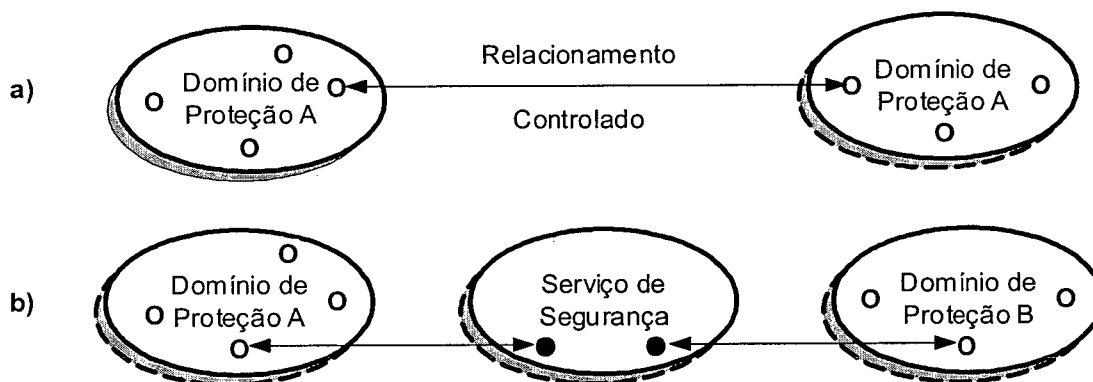 a)
Domínio de
Proteção A
Relacionamento
Controlado
Domínio de
Proteção A
b)
Domínio de
Proteção A
Serviço de
Segurança
Domínio de
Proteção B